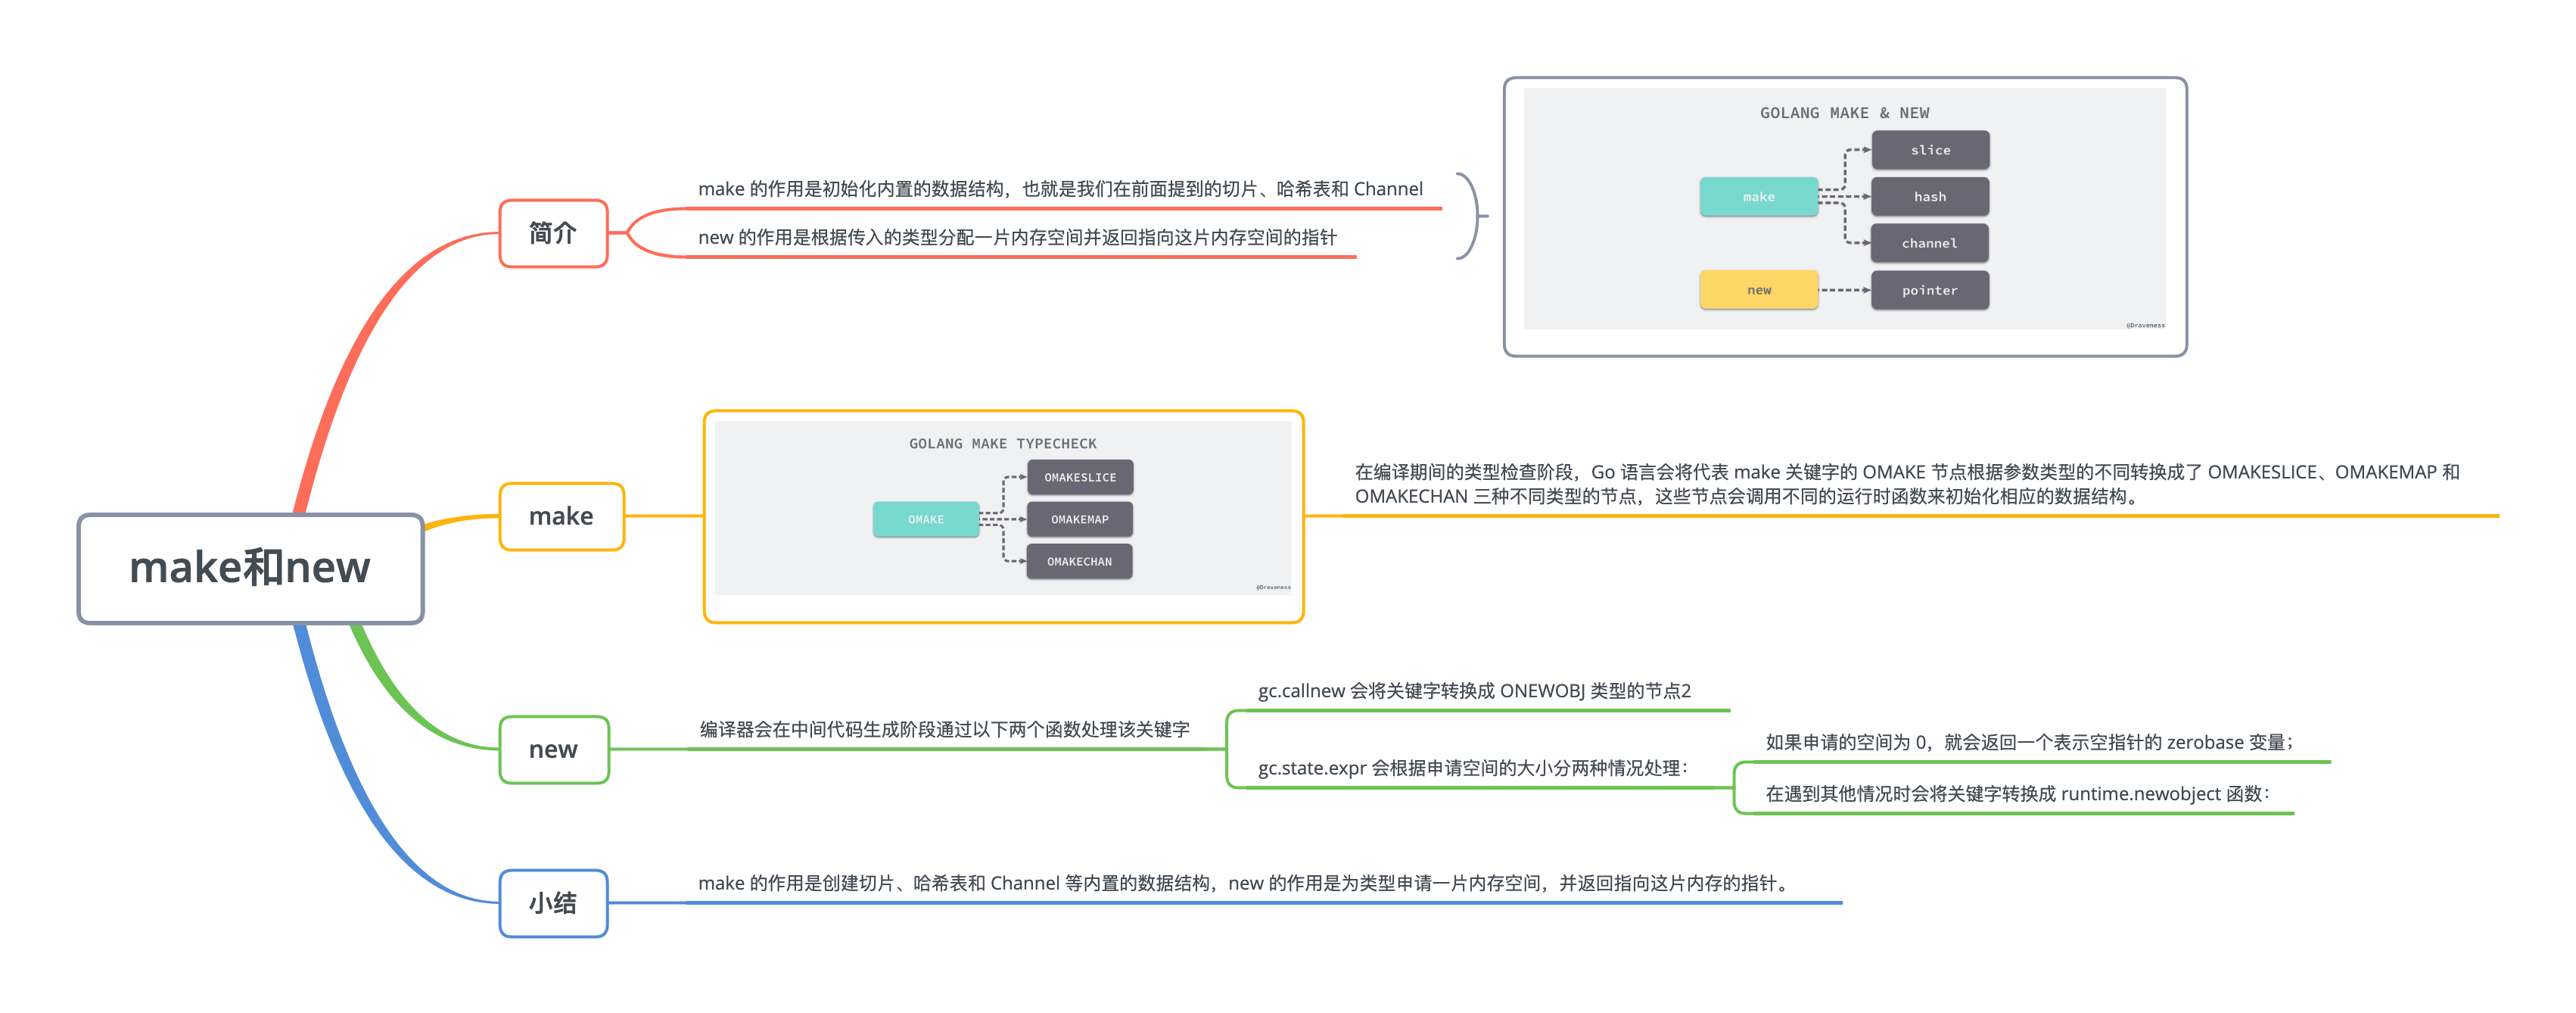 make和new
简介
make 的作用是初始化内置的数据结构，也就是我们在前面提到的切片、哈希表和 Channel
new 的作用是根据传入的类型分配一片内存空间并返回指向这片内存空间的指针
GOLANG MAKE & NEW
make
slice
hash
channel
new
pointer
@Draveness
make
GOLANG MAKE TYPECHECK
OMAKE
OMAKESLICE
OMAKEMAP
OMAKECHAN
@Draveness
在编译期间的类型检查阶段，Go 语言会将代表 make 关键字的 OMAKE 节点根据参数类型的不同转换成了 OMAKESLICE、OMAKEMAP 和
OMAKECHAN 三种不同类型的节点，这些节点会调用不同的运行时函数来初始化相应的数据结构。
new
编译器会在中间代码生成阶段通过以下两个函数处理该关键字
gc.callnew 会将关键字转换成 ONEWOBJ 类型的节点2
gc.state.expr 会根据申请空间的大小分两种情况处理：
如果申请的空间为 0，就会返回一个表示空指针的 zerobase 变量；
在遇到其他情况时会将关键字转换成 runtime.newobject 函数：
小结
make 的作用是创建切片、哈希表和 Channel 等内置的数据结构，new 的作用是为类型申请一片内存空间，并返回指向这片内存的指针。